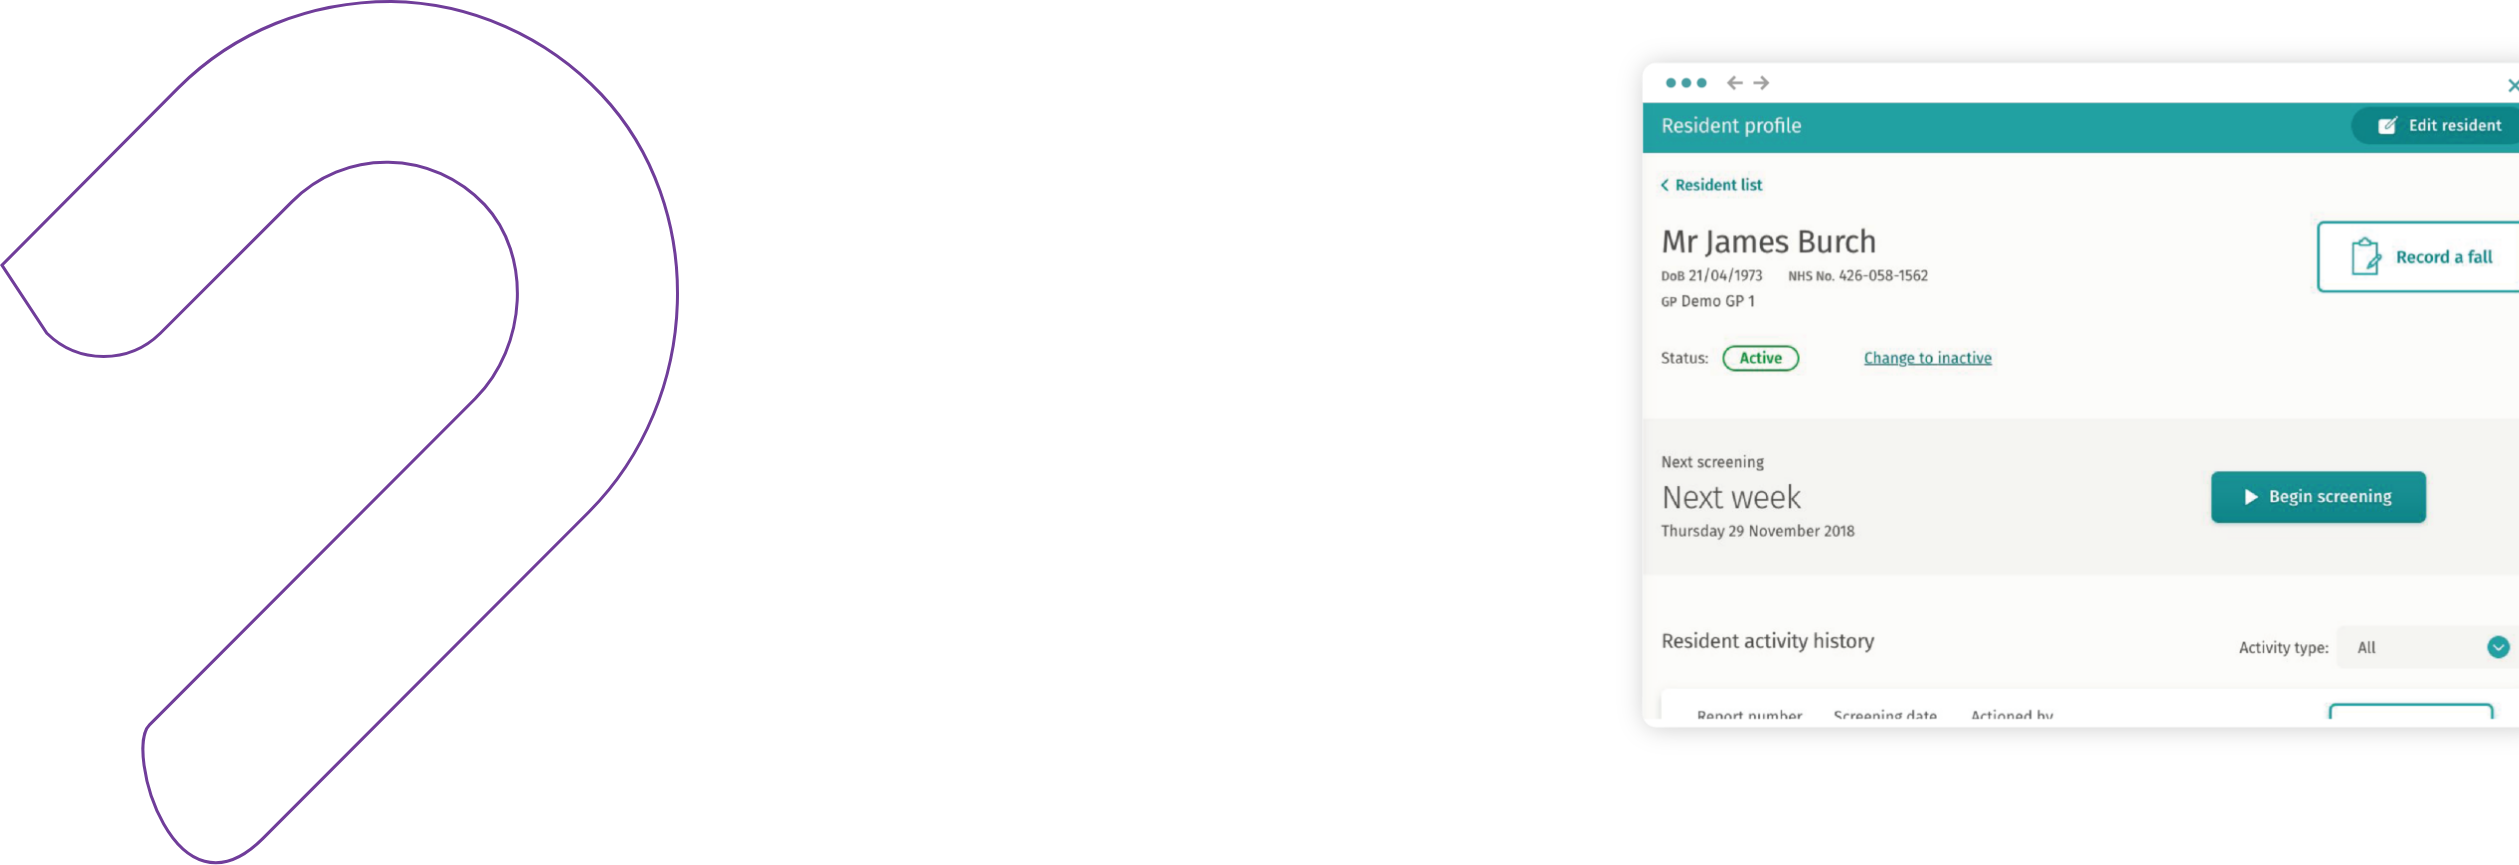 Resident profile
Edit resident
Resident list
Mr James Burch
Record a fall
DoB 21/04/1973 NHS No. 426-058-1562
GP Demo GP 1
Status: Active Change to inactive
Next screening
Next week
Begin screening
Thursday 29 November 2018
Resident activity history
Activity type: All
Report number Screening date Actioned by